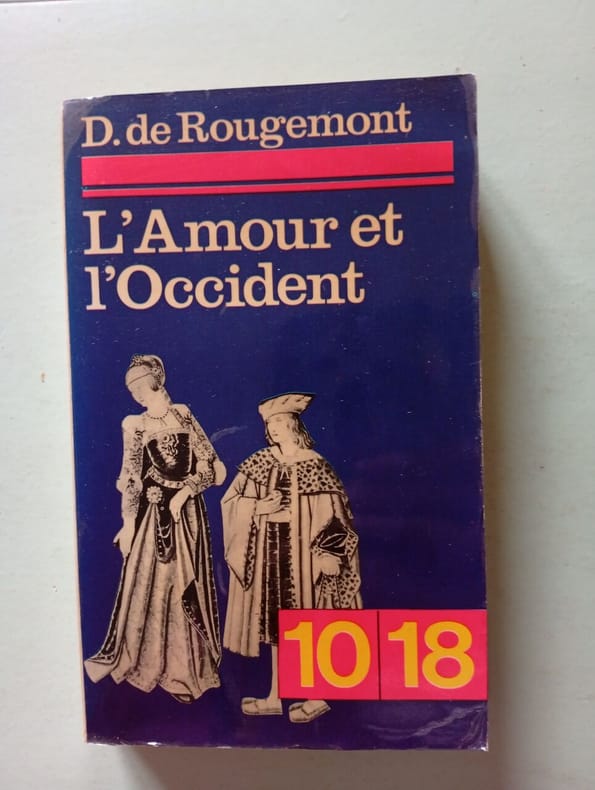 D. de Rougemont
L'Amour et
l'Occident
10 18